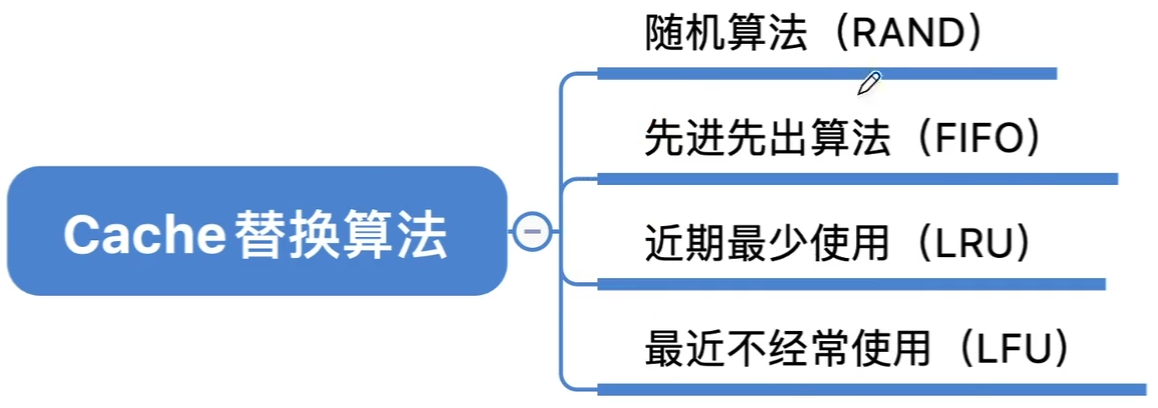 Cache替换算法
随机算法（RAND）
先进先出算法（FIFO）
近期最少使用（LRU）
最近不经常使用（LFU）